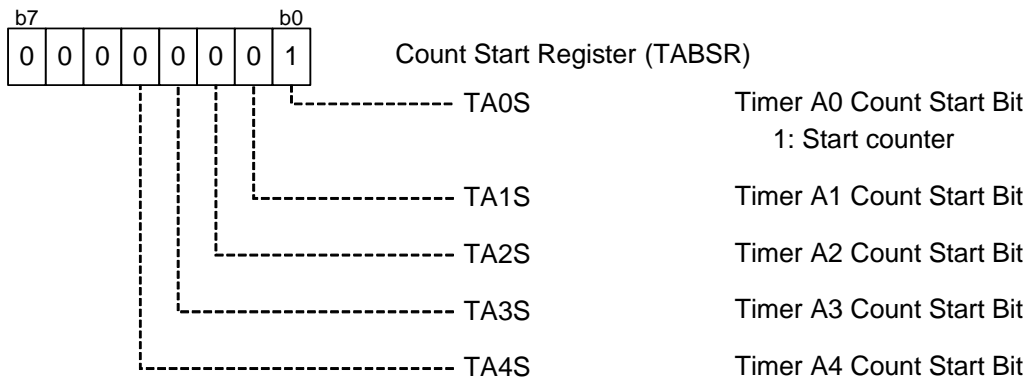 b7 b0
0 0 0 0 0 0 0 1 Count Start Register (TABSR)
TA0S Timer A0 Count Start Bit
1: Start counter
TA1S Timer A1 Count Start Bit
TA2S Timer A2 Count Start Bit
TA3S Timer A3 Count Start Bit
TA4S Timer A4 Count Start Bit